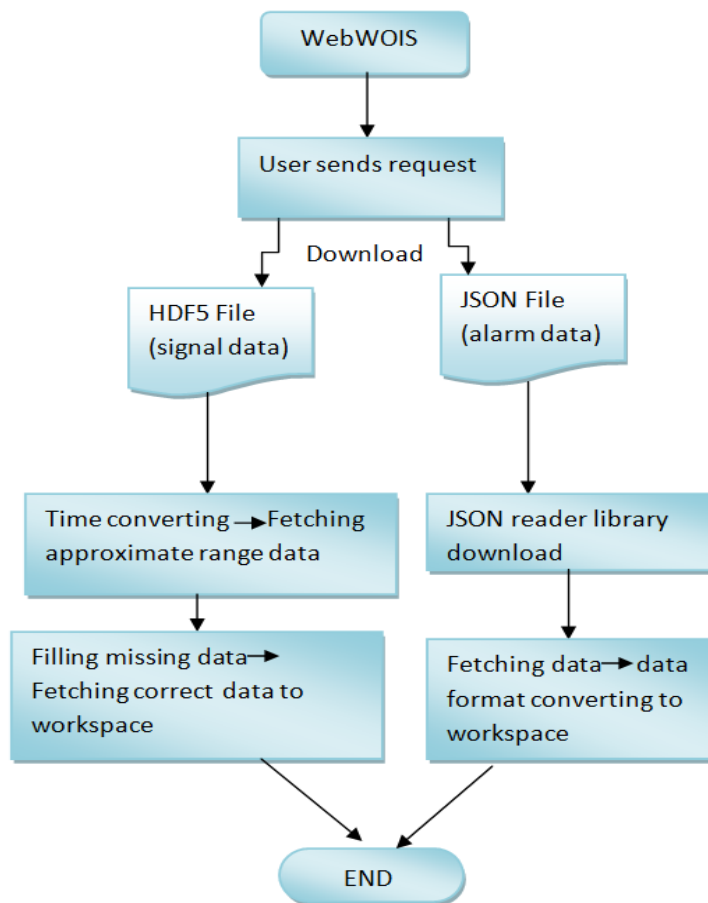 WebWOIS
User sends request
Download
HDF5 File
(signal data)
JSON File
(alarm data)
Time converting Fetching
approximate range data
JSON reader library
download
Filling missing data
Fetching correct data to
workspace
Fetching data data
format converting to
workspace
END